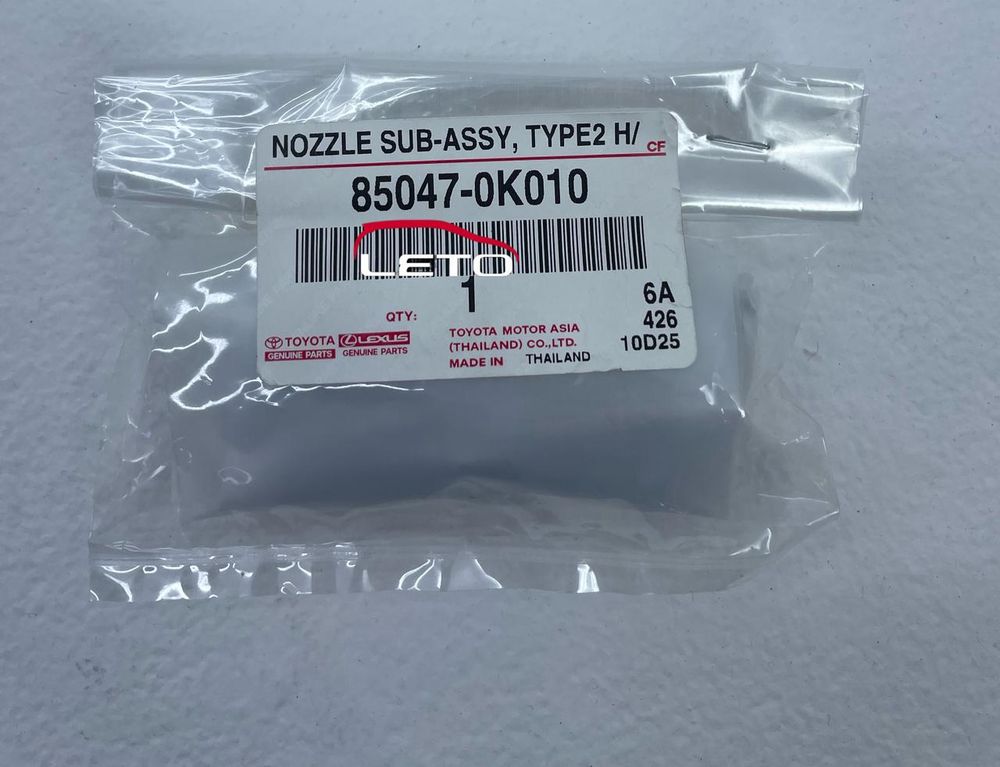 NOZZLE SUB-ASSY, TYPE2 H/ CF
85047-0K010
LETO
1
QTY:
6A
426
10D25
TOYOTA
GENUINE PARTS
LEXUS
GENUINE PARTS
TOYOTA MOTOR ASIA
(THAILAND) CO.,LTD.
MADE IN THAILAND